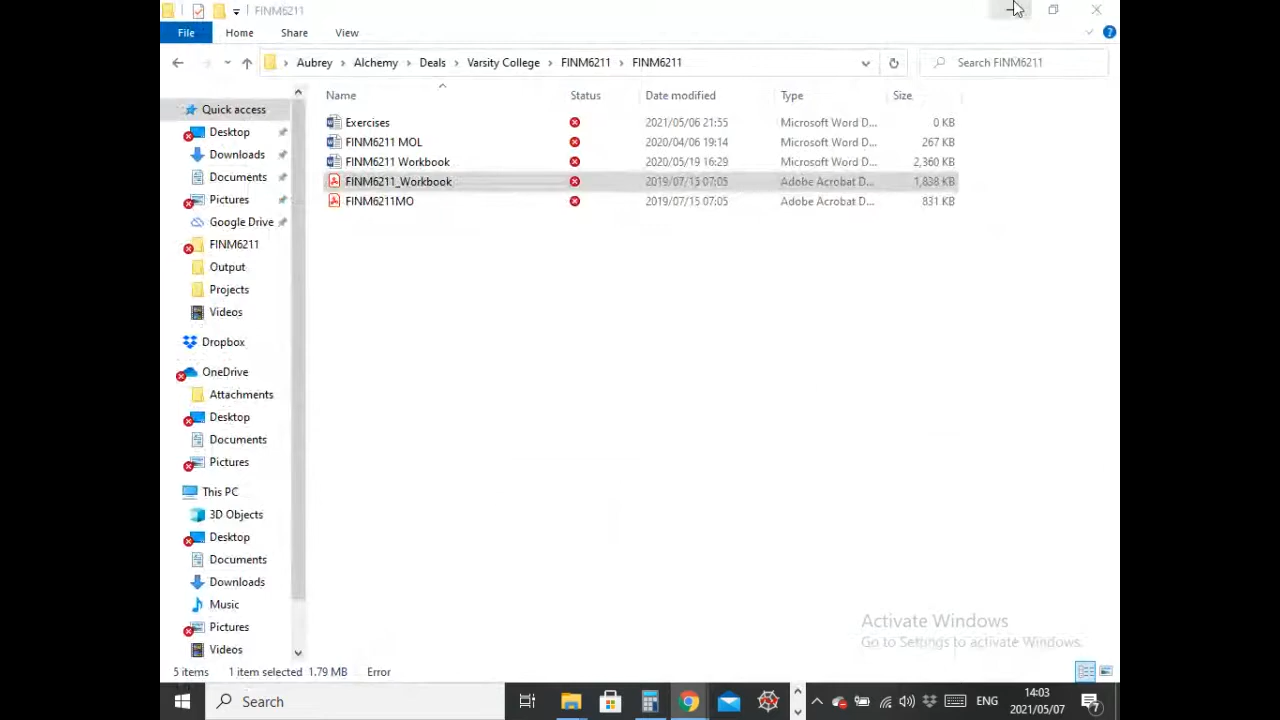 FINM6211
File Home Share View
Aubrey Alchemy Deals Varsity College FINM6211 FINM6211 Search FINM6211
Name Status Date modified Type Size
Quick access
Desktop
Downloads
Documents
Pictures
Google Drive
FINM6211
Output
Projects
Videos
Dropbox
OneDrive
Attachments
Desktop
Documents
Pictures
This PC
3D Objects
Desktop
Documents
Downloads
Music
Pictures
Videos
Exercises 2021/05/06 21:55 Microsoft Word D... 0 KB
FINM6211 MOL 2020/04/06 19:14 Microsoft Word D... 267 KB
FINM6211 Workbook 2020/05/19 16:29 Microsoft Word D... 2,360 KB
FINM6211_Workbook 2019/07/15 07:05 Adobe Acrobat D... 1,838 KB
FINM6211MO 2019/07/15 07:05 Adobe Acrobat D... 831 KB
Activate Windows
Go to Settings to activate Windows.
5 items 1 item selected 1.79 MB Error
Search ENG 14:03
2021/05/07 7